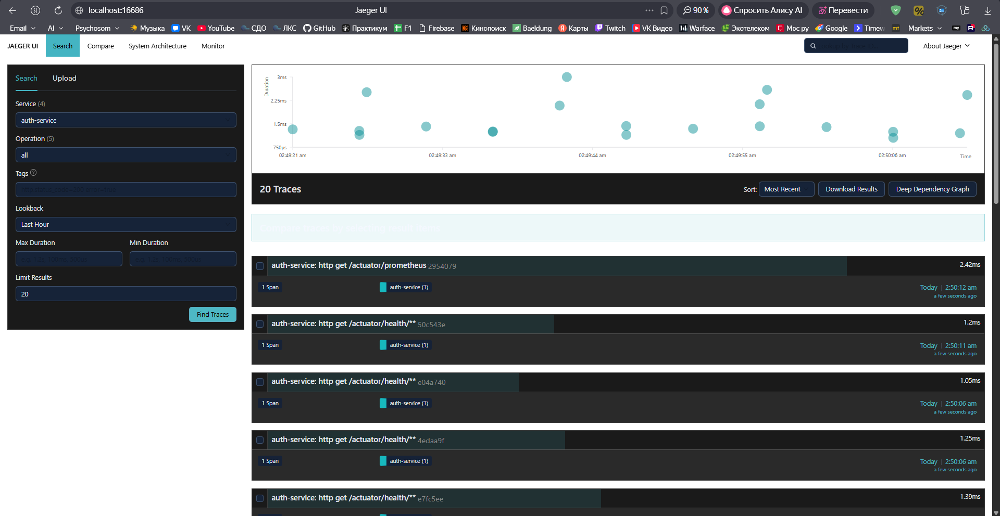 localhost:16686
Jaeger UI
90 %
Спросить Алису AI
Перевести
Email
AI
Psychosom
Музыка
VK
YouTube
СДО
ЛКС
GitHub
Практикум
F1
Firebase
Кинопоиск
Baeldung
Карты
Twitch
VK Видео
Warface
Экотелеком
Мос ру
Google
Timew
mt
Markets
my
JAEGER UI
Search
Compare
System Architecture
Monitor
Lookup by Trace ID...
About Jaeger
Search
Upload
Service (4)
auth-service
Operation (5)
all
Tags
http.status_code=200 error=true
Lookback
Last Hour
Max Duration
Min Duration
e.g. 1.2s, 100ms, 500us
e.g. 1.2s, 100ms, 500us
Limit Results
20
Find Traces
Duration
3ms
2.25ms
1.5ms
750µs
02:49:21 am
02:49:33 am
02:49:44 am
02:49:55 am
02:50:06 am
Time
20 Traces
Sort:
Most Recent
Download Results
Deep Dependency Graph
Compare traces by selecting result items
auth-service: http get /actuator/prometheus 2954079
2.42ms
1 Span
auth-service (1)
Today | 2:50:12 am
a few seconds ago
auth-service: http get /actuator/health/** 50c543e
1.2ms
1 Span
auth-service (1)
Today | 2:50:11 am
a few seconds ago
auth-service: http get /actuator/health/** e04a740
1.05ms
1 Span
auth-service (1)
Today | 2:50:06 am
a few seconds ago
auth-service: http get /actuator/health/** 4edaa9f
1.25ms
1 Span
auth-service (1)
Today | 2:50:06 am
a few seconds ago
auth-service: http get /actuator/health/** e7fc5ee
1.39ms